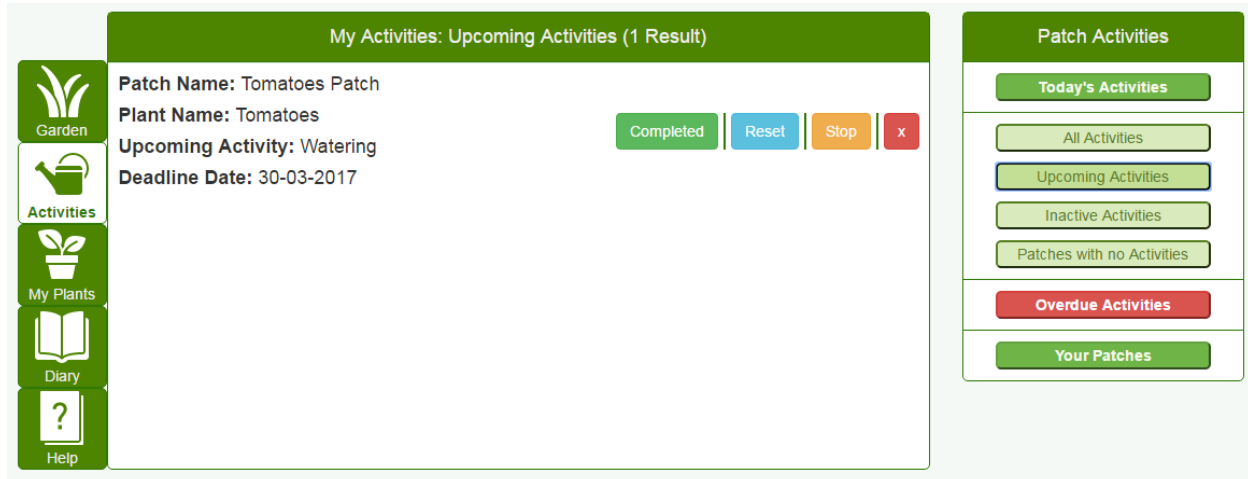 My Activities: Upcoming Activities (1 Result)
Patch Activities
Garden
Activities
My Plants
Diary
?
Help
Patch Name: Tomatoes Patch
Plant Name: Tomatoes
Upcoming Activity: Watering
Deadline Date: 30-03-2017
Completed Reset Stop x
Today's Activities
All Activities
Upcoming Activities
Inactive Activities
Patches with no Activities
Overdue Activities
Your Patches